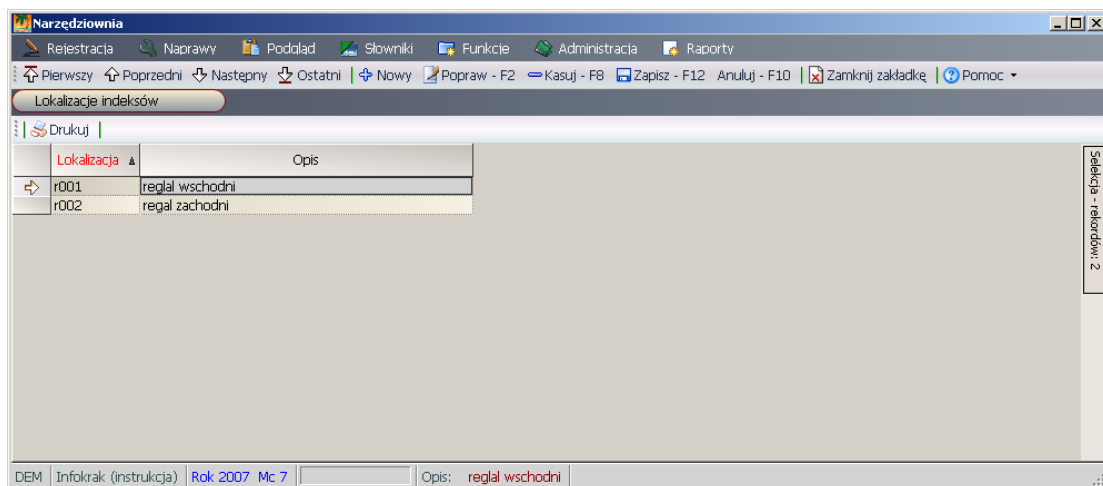 Narzędziownia
Rejestracja Naprawy Podgląd Słowniki Funkcje Administracja Raporty
Pierwszy Poprzedni Następny Ostatni Nowy Popraw - F2 Kasuj - F8 Zapisz - F12 Anuluj - F10 Zamknij zakładkę Pomoc
Lokalizacje indeksów
Drukuj
Lokalizacja Opis
r001 reglal wschodni
r002 regal zachodni
Selekcja - rekordów: 2
DEM Infokrak (instrukcja) Rok 2007 Mc 7 Opis: reglal wschodni